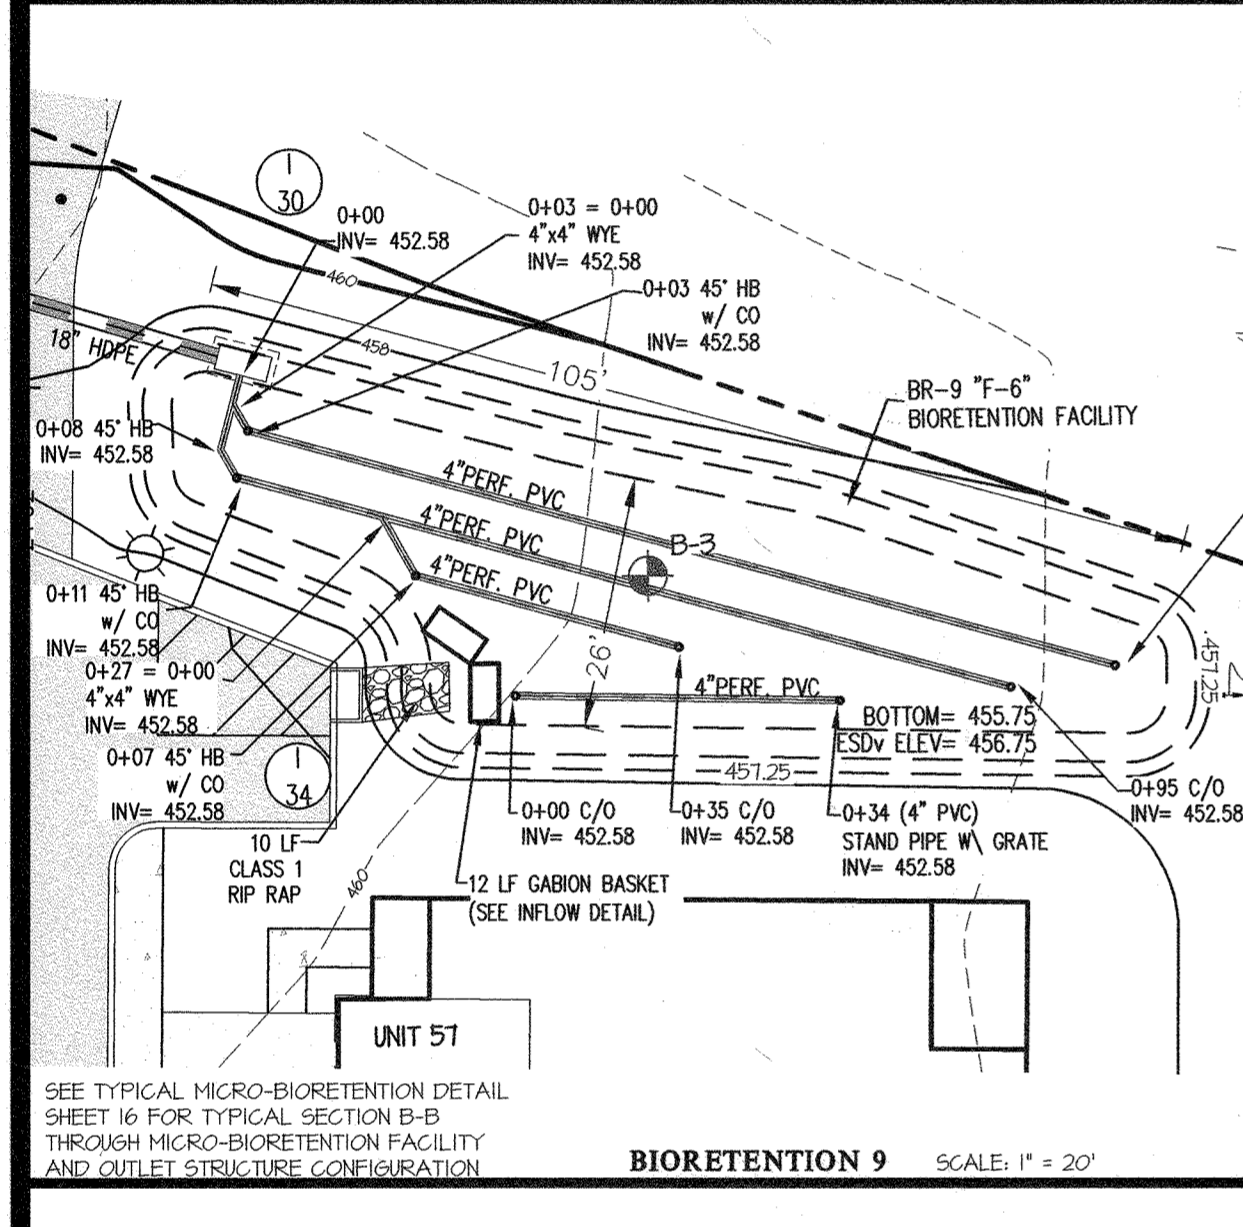 30
0+00
INV= 452.58
0+03 = 0+00
4"x4" WYE
INV= 452.58
0+03 45° HB
w/ CO
INV= 452.58
460
458
105'
18" HDPE
BR-9 "F-6"
BIORETENTION FACILITY
0+08 45° HB
INV= 452.58
4"PERF. PVC
4"PERF. PVC
4"PERF. PVC
B-3
0+11 45° HB
w/ CO
INV= 452.58
26'
457.25
0+27 = 0+00
4"x4" WYE
INV= 452.58
4"PERF. PVC
BOTTOM= 455.75
ESDv ELEV= 456.75
0+07 45° HB
w/ CO
INV= 452.58
34
457.25
0+00 C/O
INV= 452.58
0+35 C/O
INV= 452.58
0+34 (4" PVC)
STAND PIPE W\ GRATE
INV= 452.58
0+95 C/O
INV= 452.58
10 LF
CLASS 1
RIP RAP
460
12 LF GABION BASKET
(SEE INFLOW DETAIL)
UNIT 57
SEE TYPICAL MICRO-BIORETENTION DETAIL
SHEET 16 FOR TYPICAL SECTION B-B
THROUGH MICRO-BIORETENTION FACILITY
AND OUTLET STRUCTURE CONFIGURATION
BIORETENTION 9
SCALE: 1" = 20'